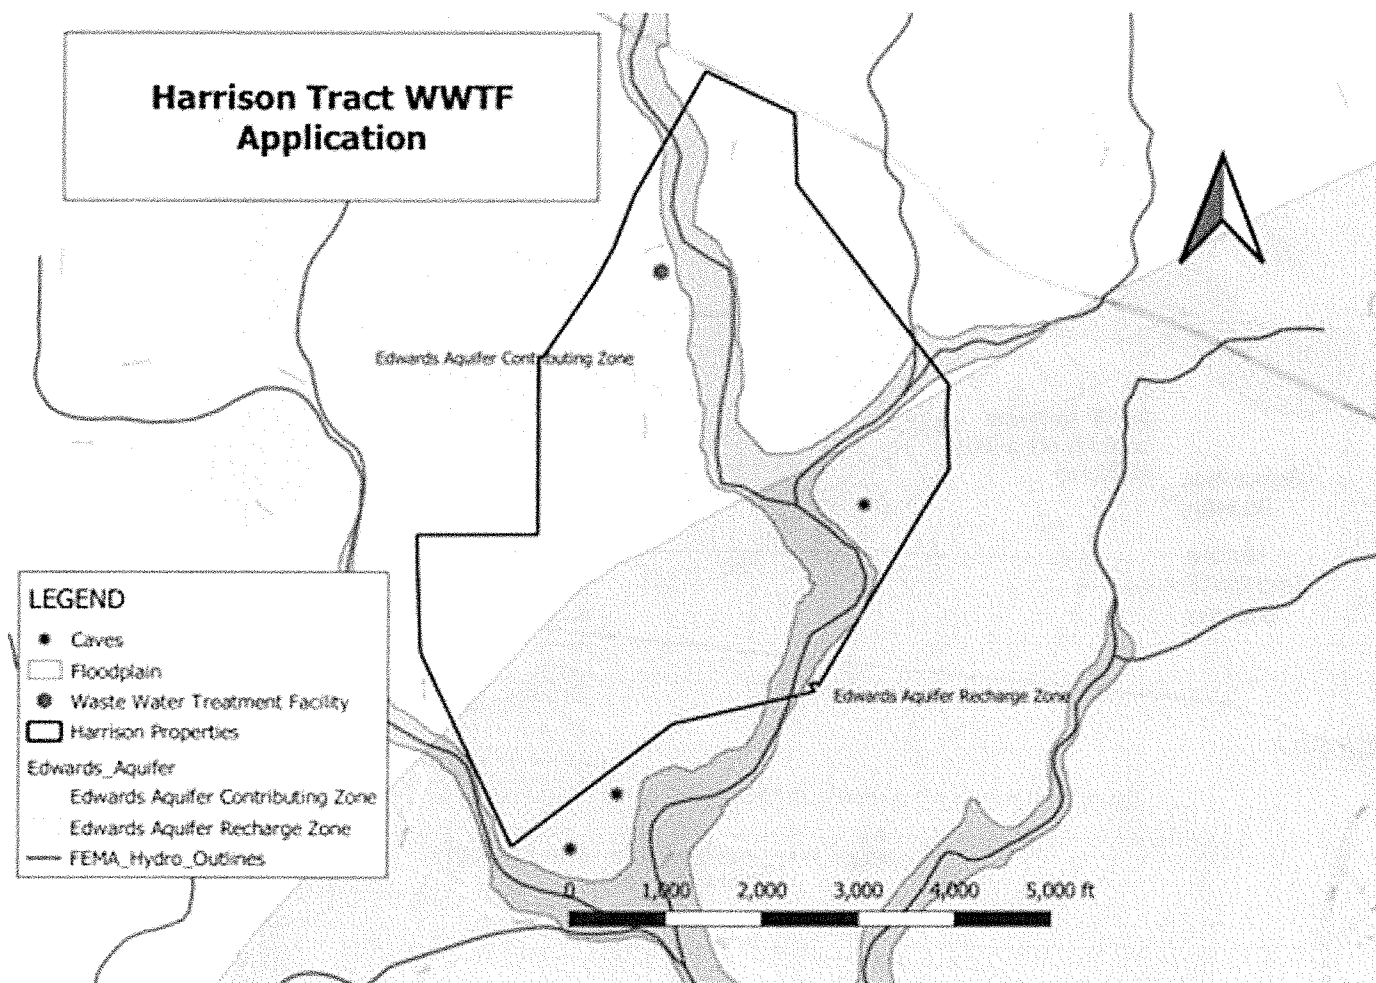 Harrison Tract WWTF
Application
Edwards Aquifer Contributing Zone
LEGEND
Caves
Floodplain
Waste Water Treatment Facility
Harrison Properties
Edwards_Aquifer
Edwards Aquifer Contributing Zone
Edwards Aquifer Recharge Zone
FEMA_Hydro_Outlines
Edwards Aquifer Recharge Zone
0 1,000 2,000 3,000 4,000 5,000 ft